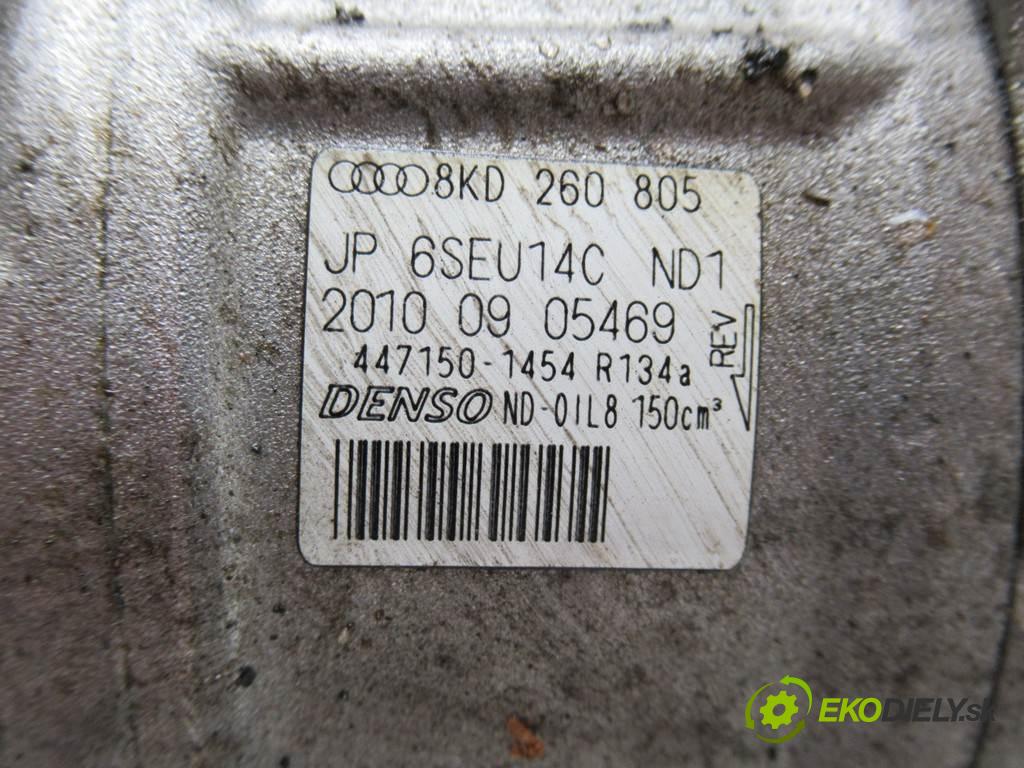 8KD 260 805
JP 6SEU14C ND1
2010 09 05469
REV
447150-1454 R134a
DENSO ND-OIL8 150cm³
EKODIELY.sk